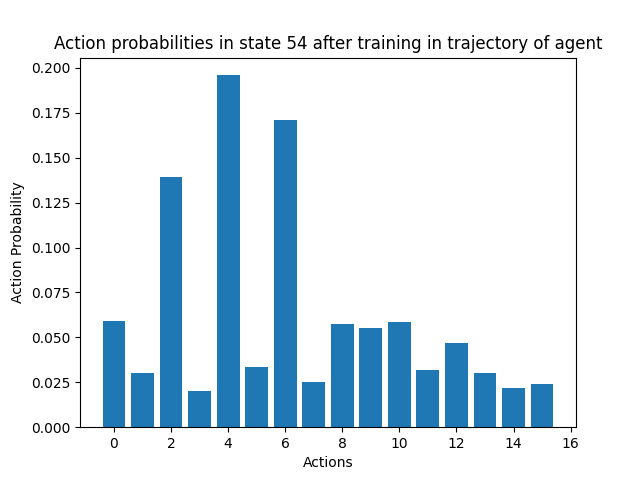 Action probabilities in state 54 after training in trajectory of agent
0.200
0.175
0.150
0.125
0.100
0.075
0.050
0.025
0.000
Action Probability
0 2 4 6 8 10 12 14 16
Actions